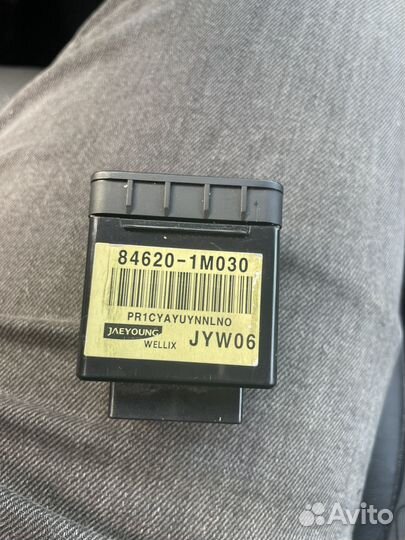 84620-1M030
PR1CYAYUYNNLNO
JAEYOUNG
WELLIX JYW06
Avito